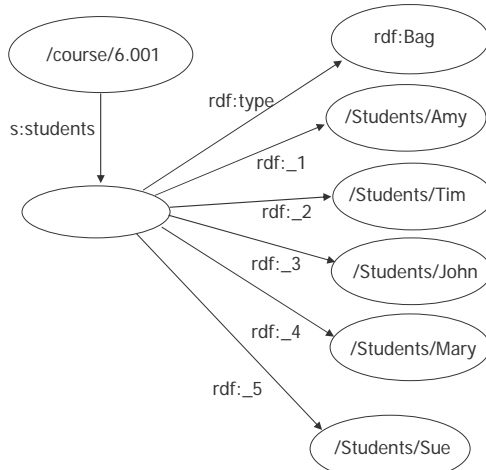 /course/6.001
rdf:Bag
rdf:type
/Students/Amy
s:students
rdf:_1
/Students/Tim
rdf:_2
rdf:_3
/Students/John
rdf:_4
/Students/Mary
rdf:_5
/Students/Sue